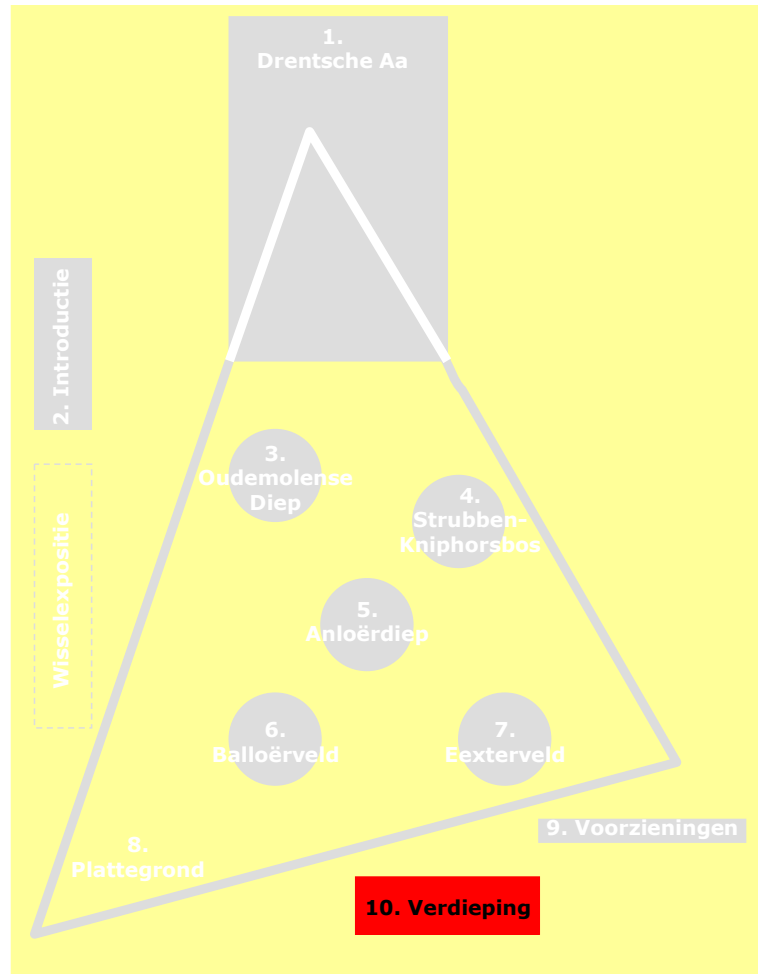 1.
Drentsche Aa
2. Introductie
3.
Oudemolense
Diep
4.
Strubben-
Kniphorsbos
Wisselexpositie
5.
Anloërdiep
6.
Balloërveld
7.
Eexterveld
8.
Plattegrond
9. Voorzieningen
10. Verdieping